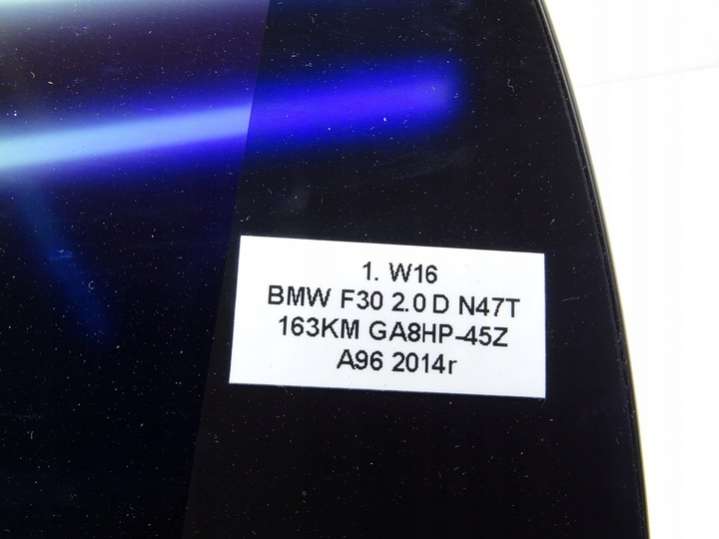 1. W16
BMW F30 2.0 D N47T
163KM GA8HP-45Z
A96 2014r